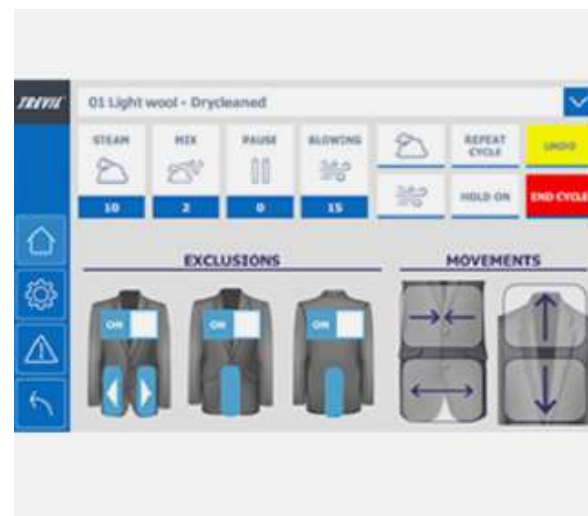 TREVIL
01 Light wool - Drycleaned
STEAM
MIX
PAUSE
BLOWING
REPEAT
CYCLE
UNDO
10
2
0
15
HOLD ON
END CYCLE
EXCLUSIONS
MOVEMENTS
ON
ON
ON